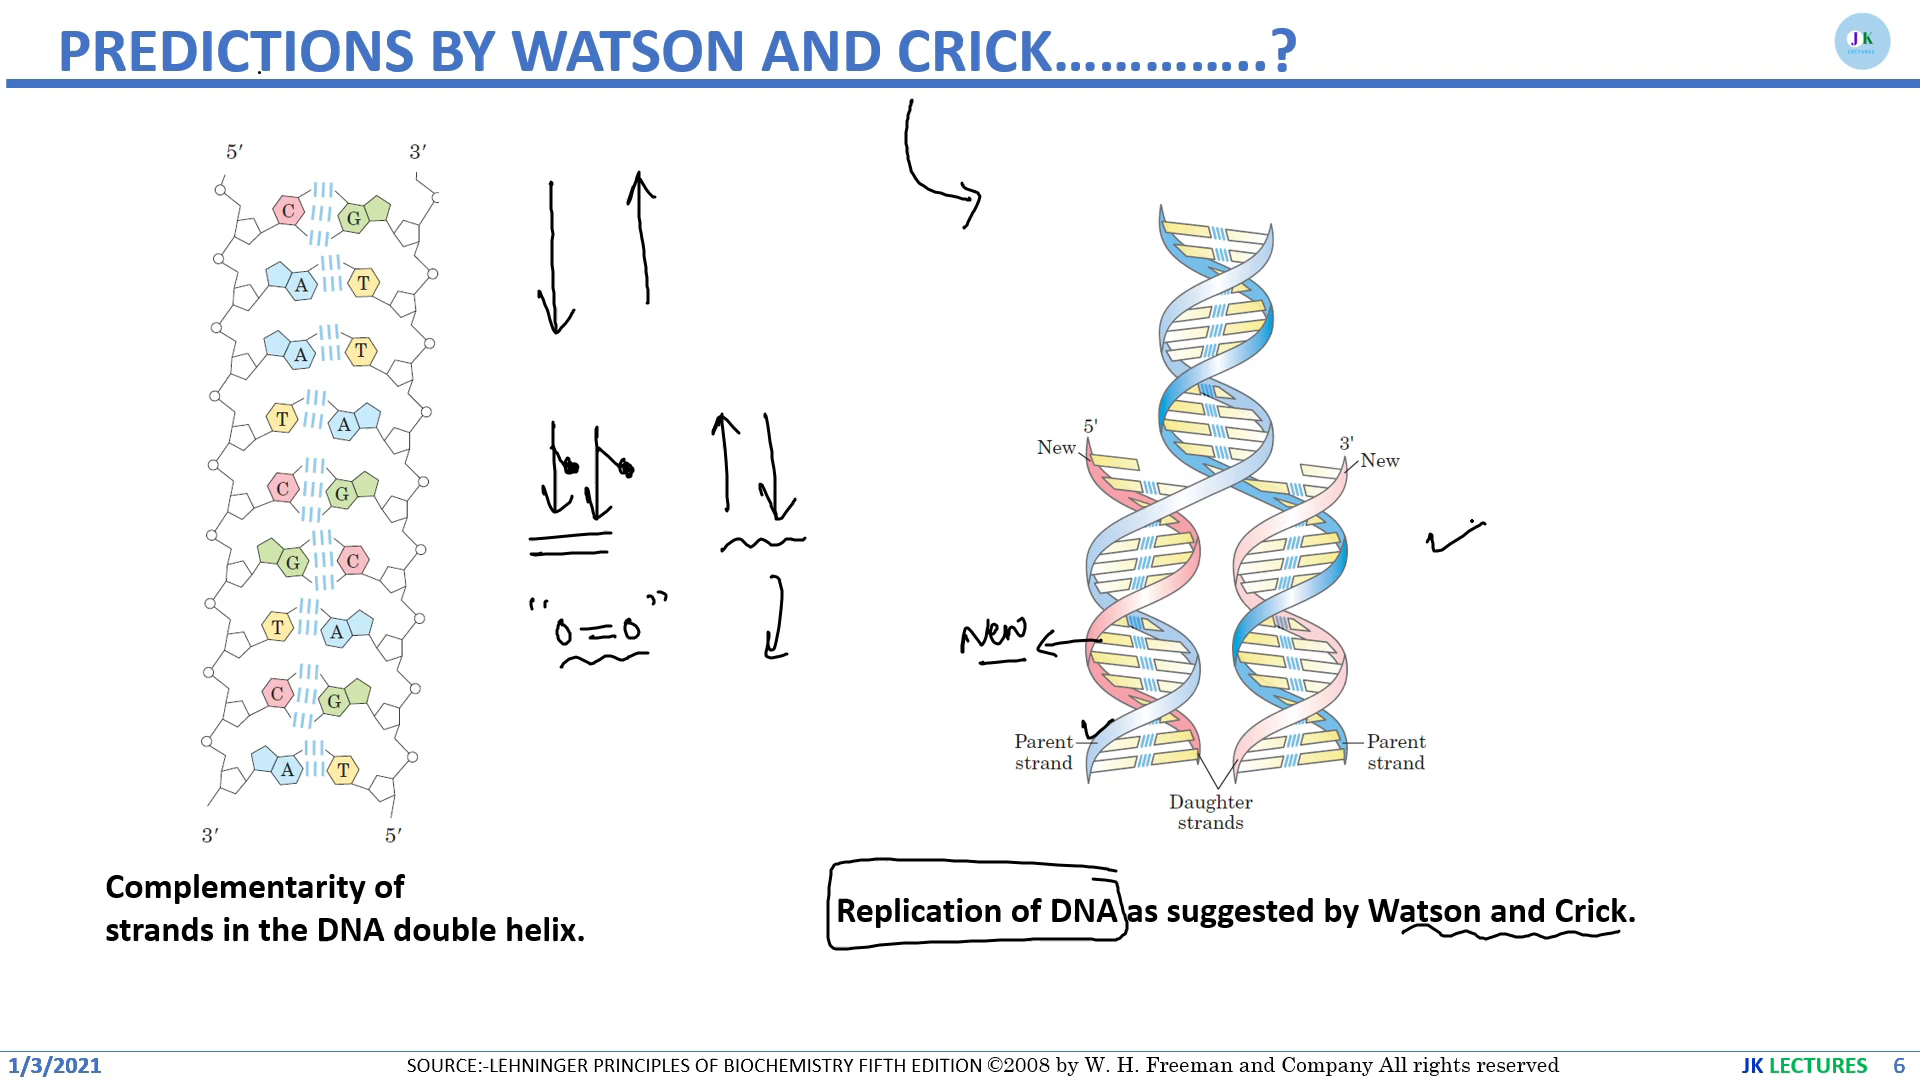 PREDICTIONS BY WATSON AND CRICK…………..?
JK
LECTURES
5′ 3′
C G
A T
A T
T A
C G
G C
T A
C G
A T
3′ 5′
Complementarity of
strands in the DNA double helix.
"O=O"
5'
New
3'
New
New
Parent
strand
Parent
strand
Daughter
strands
Replication of DNA as suggested by Watson and Crick.
1/3/2021
SOURCE:-LEHNINGER PRINCIPLES OF BIOCHEMISTRY FIFTH EDITION ©2008 by W. H. Freeman and Company All rights reserved
JK LECTURES 6